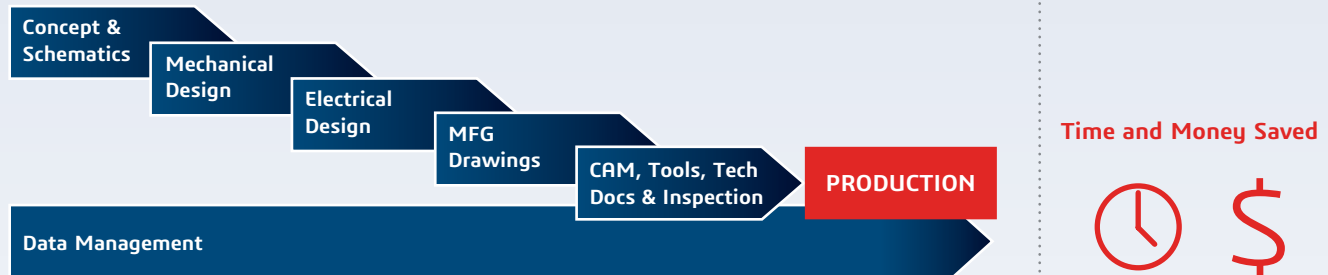 Concept &
Schematics
Mechanical
Design
Electrical
Design
MFG
Drawings
CAM, Tools, Tech
Docs & Inspection
PRODUCTION
Data Management
Time and Money Saved
$